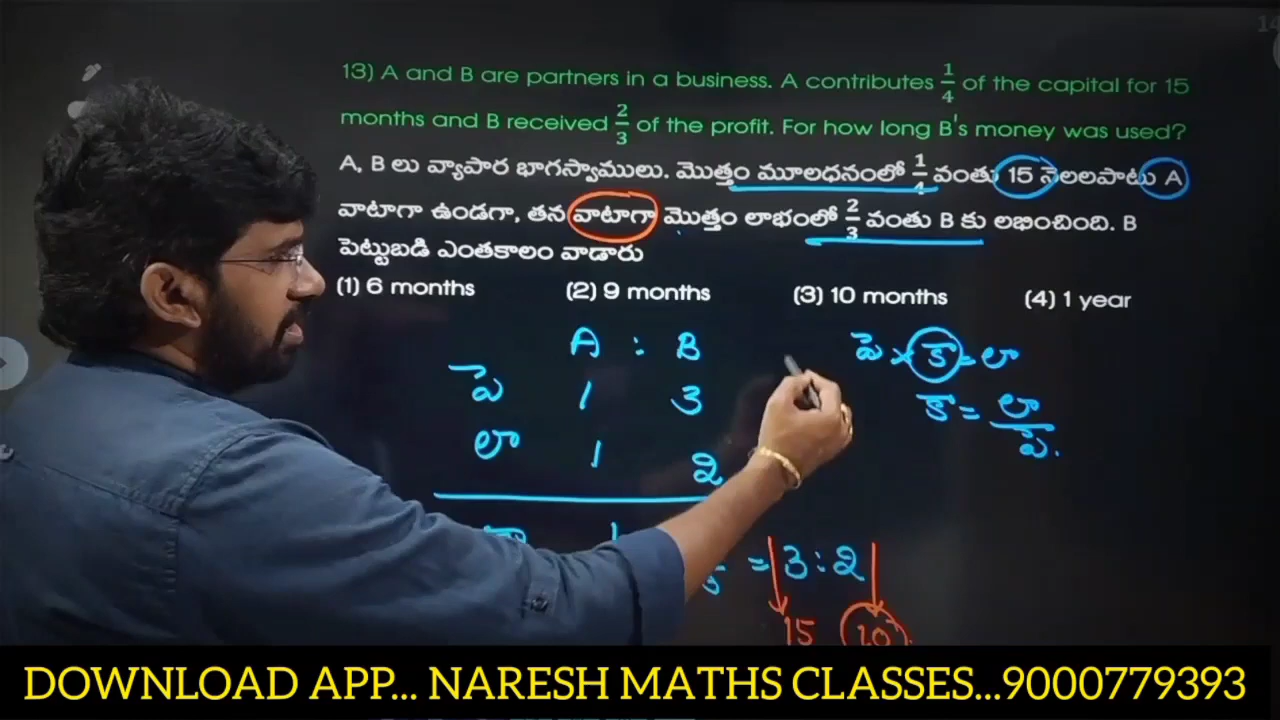 13) A and B are partners in a business. A contributes 1/4 of the capital for 15
months and B received 2/3 of the profit. For how long B's money was used?
A, B లు వ్యాపార భాగస్వాములు. మొత్తం మూలధనంలో 1/4 వంతు 15 నెలలపాటు A
వాటాగా ఉండగా, తన వాటాగా మొత్తం లాభంలో 2/3 వంతు B కు లభించింది. B
పెట్టుబడి ఎంతకాలం వాడారు
(1) 6 months (2) 9 months (3) 10 months (4) 1 year
A : B
పె 1 3
లా 1 2
పె × కా = లా
కా = లా/పె.
= 3 : 2
15 10
DOWNLOAD APP... NARESH MATHS CLASSES...9000779393